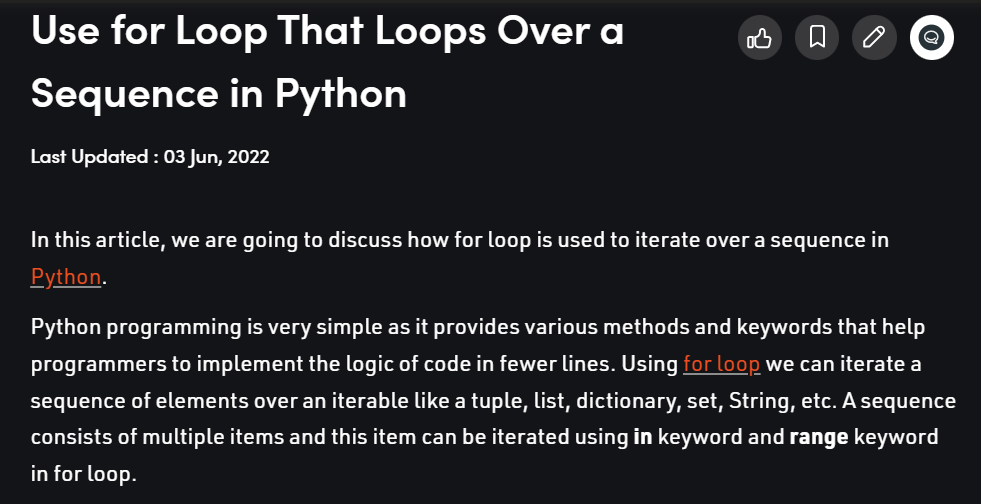 Use for Loop That Loops Over a
Sequence in Python
Last Updated : 03 Jun, 2022
In this article, we are going to discuss how for loop is used to iterate over a sequence in
Python.
Python programming is very simple as it provides various methods and keywords that help
programmers to implement the logic of code in fewer lines. Using for loop we can iterate a
sequence of elements over an iterable like a tuple, list, dictionary, set, String, etc. A sequence
consists of multiple items and this item can be iterated using in keyword and range keyword
in for loop.